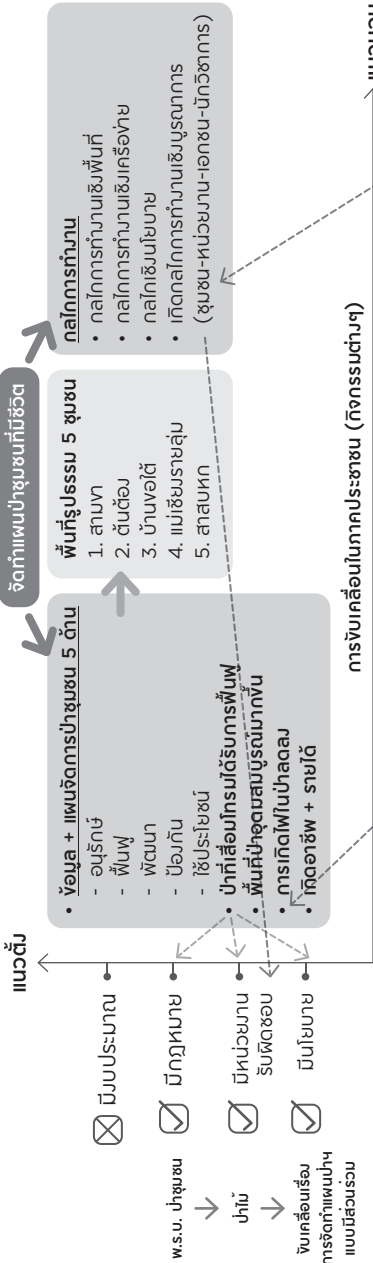 จัดทำแผนป่าชุมชนที่มีชีวิต
แนวตั้ง
มีงบประมาณ
มีกฎหมาย
มีหน่วยงาน
รับผิดชอบ
มีนโยบาย
พ.ร.บ. ป่าชุมชน
ป่าไม้
ขับเคลื่อนเรื่อง
การจัดทำแผนป่าฯ
แบบมีส่วนร่วม
• ข้อมูล + แผนจัดการป่าชุมชน 5 ด้าน
- อนุรักษ์
- ฟื้นฟู
- พัฒนา
- ป้องกัน
- ใช้ประโยชน์
• ป่าที่เสื่อมโทรมได้รับการฟื้นฟู
• พื้นที่ป่าอุดมสมบูรณ์มากขึ้น
• การเกิดไฟในป่าลดลง
• เกิดอาชีพ + รายได้
พื้นที่รูปธรรม 5 ชุมชน
1. สามขา
2. ต้นต้อง
3. บ้านขอใต้
4. แม่เชียงรายลุ่ม
5. สาสบหก
กลไกการทำงาน
• กลไกการทำงานเชิงพื้นที่
• กลไกการทำงานเชิงเครือข่าย
• กลไกเชิงนโยบาย
• เกิดกลไกการทำงานเชิงบูรณาการ
(ชุมชน-หน่วยงาน-เอกชน-นักวิชาการ)
การขับเคลื่อนในภาคประชาชน (กิจกรรมต่างๆ)